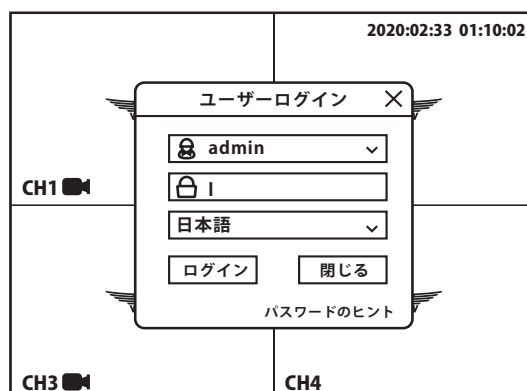 2020:02:33 01:10:02
ユーザーログイン
admin
日本語
ログイン 閉じる
パスワードのヒント
CH1
CH3
CH4